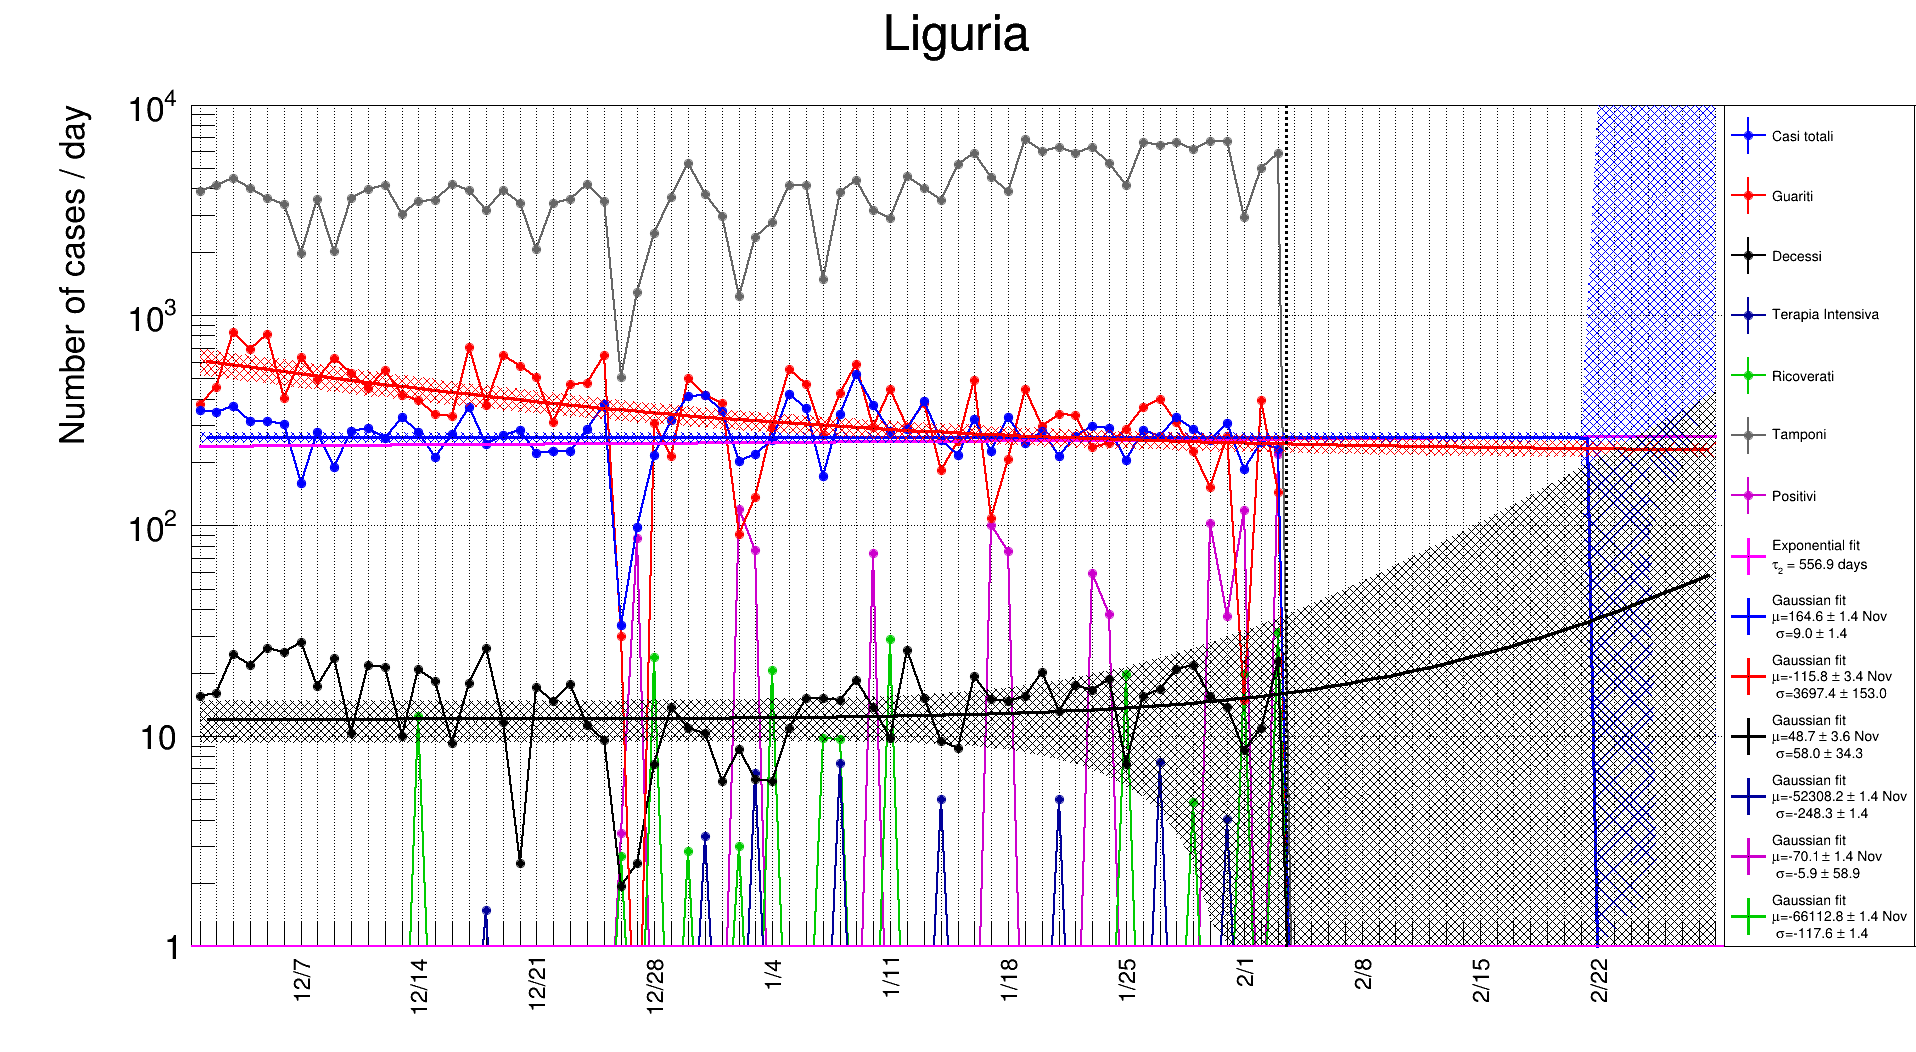 Liguria
Number of cases / day
10^4
10^3
10^2
10
1
12/7
12/14
12/21
12/28
1/4
1/11
1/18
1/25
2/1
2/8
2/15
2/22
Casi totali
Guariti
Decessi
Terapia Intensiva
Ricoverati
Tamponi
Positivi
Exponential fit
τ₂ = 556.9 days
Gaussian fit
μ=164.6 ± 1.4 Nov
σ=9.0 ± 1.4
Gaussian fit
μ=-115.8 ± 3.4 Nov
σ=3697.4 ± 153.0
Gaussian fit
μ=48.7 ± 3.6 Nov
σ=58.0 ± 34.3
Gaussian fit
μ=-52308.2 ± 1.4 Nov
σ=-248.3 ± 1.4
Gaussian fit
μ=-70.1 ± 1.4 Nov
σ=-5.9 ± 58.9
Gaussian fit
μ=-66112.8 ± 1.4 Nov
σ=-117.6 ± 1.4